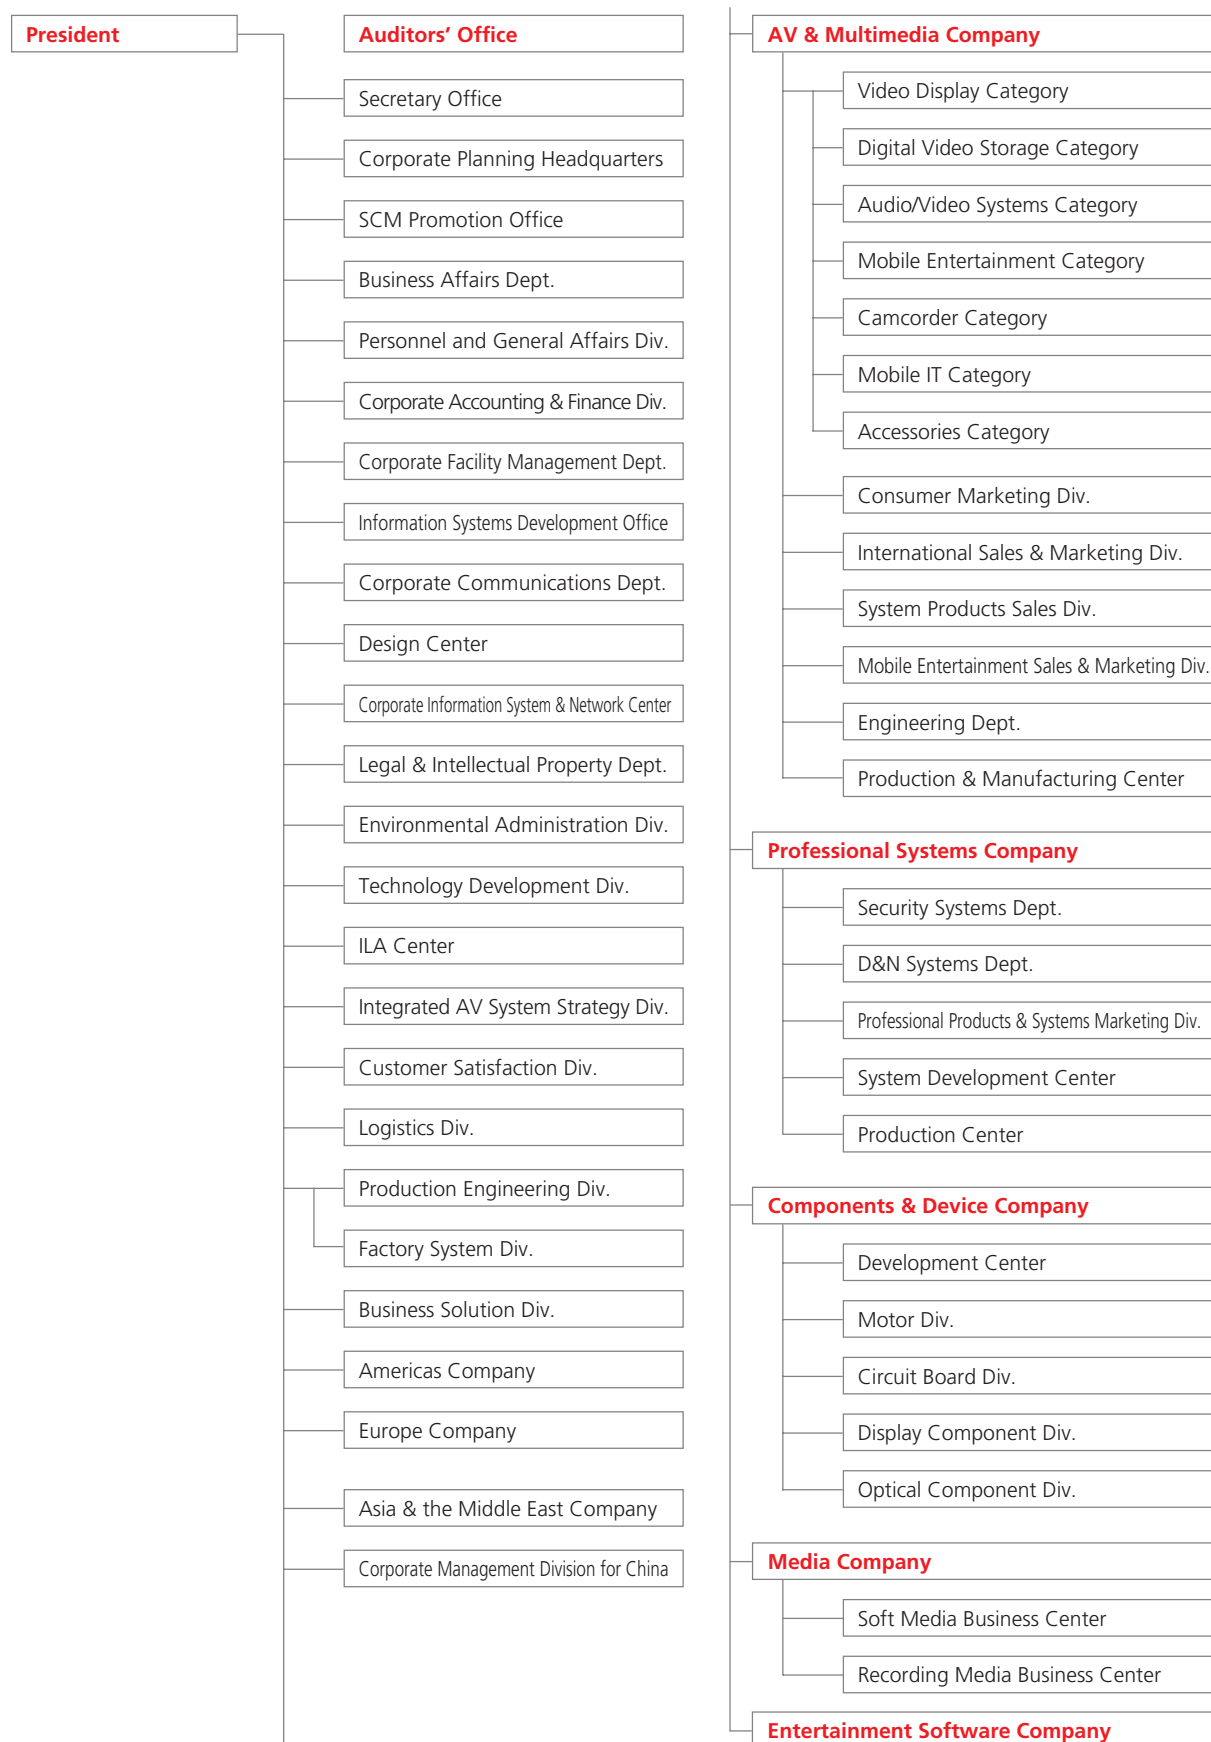 President
Auditors’ Office
Secretary Office
Corporate Planning Headquarters
SCM Promotion Office
Business Affairs Dept.
Personnel and General Affairs Div.
Corporate Accounting & Finance Div.
Corporate Facility Management Dept.
Information Systems Development Office
Corporate Communications Dept.
Design Center
Corporate Information System & Network Center
Legal & Intellectual Property Dept.
Environmental Administration Div.
Technology Development Div.
ILA Center
Integrated AV System Strategy Div.
Customer Satisfaction Div.
Logistics Div.
Production Engineering Div.
Factory System Div.
Business Solution Div.
Americas Company
Europe Company
Asia & the Middle East Company
Corporate Management Division for China
AV & Multimedia Company
Video Display Category
Digital Video Storage Category
Audio/Video Systems Category
Mobile Entertainment Category
Camcorder Category
Mobile IT Category
Accessories Category
Consumer Marketing Div.
International Sales & Marketing Div.
System Products Sales Div.
Mobile Entertainment Sales & Marketing Div.
Engineering Dept.
Production & Manufacturing Center
Professional Systems Company
Security Systems Dept.
D&N Systems Dept.
Professional Products & Systems Marketing Div.
System Development Center
Production Center
Components & Device Company
Development Center
Motor Div.
Circuit Board Div.
Display Component Div.
Optical Component Div.
Media Company
Soft Media Business Center
Recording Media Business Center
Entertainment Software Company